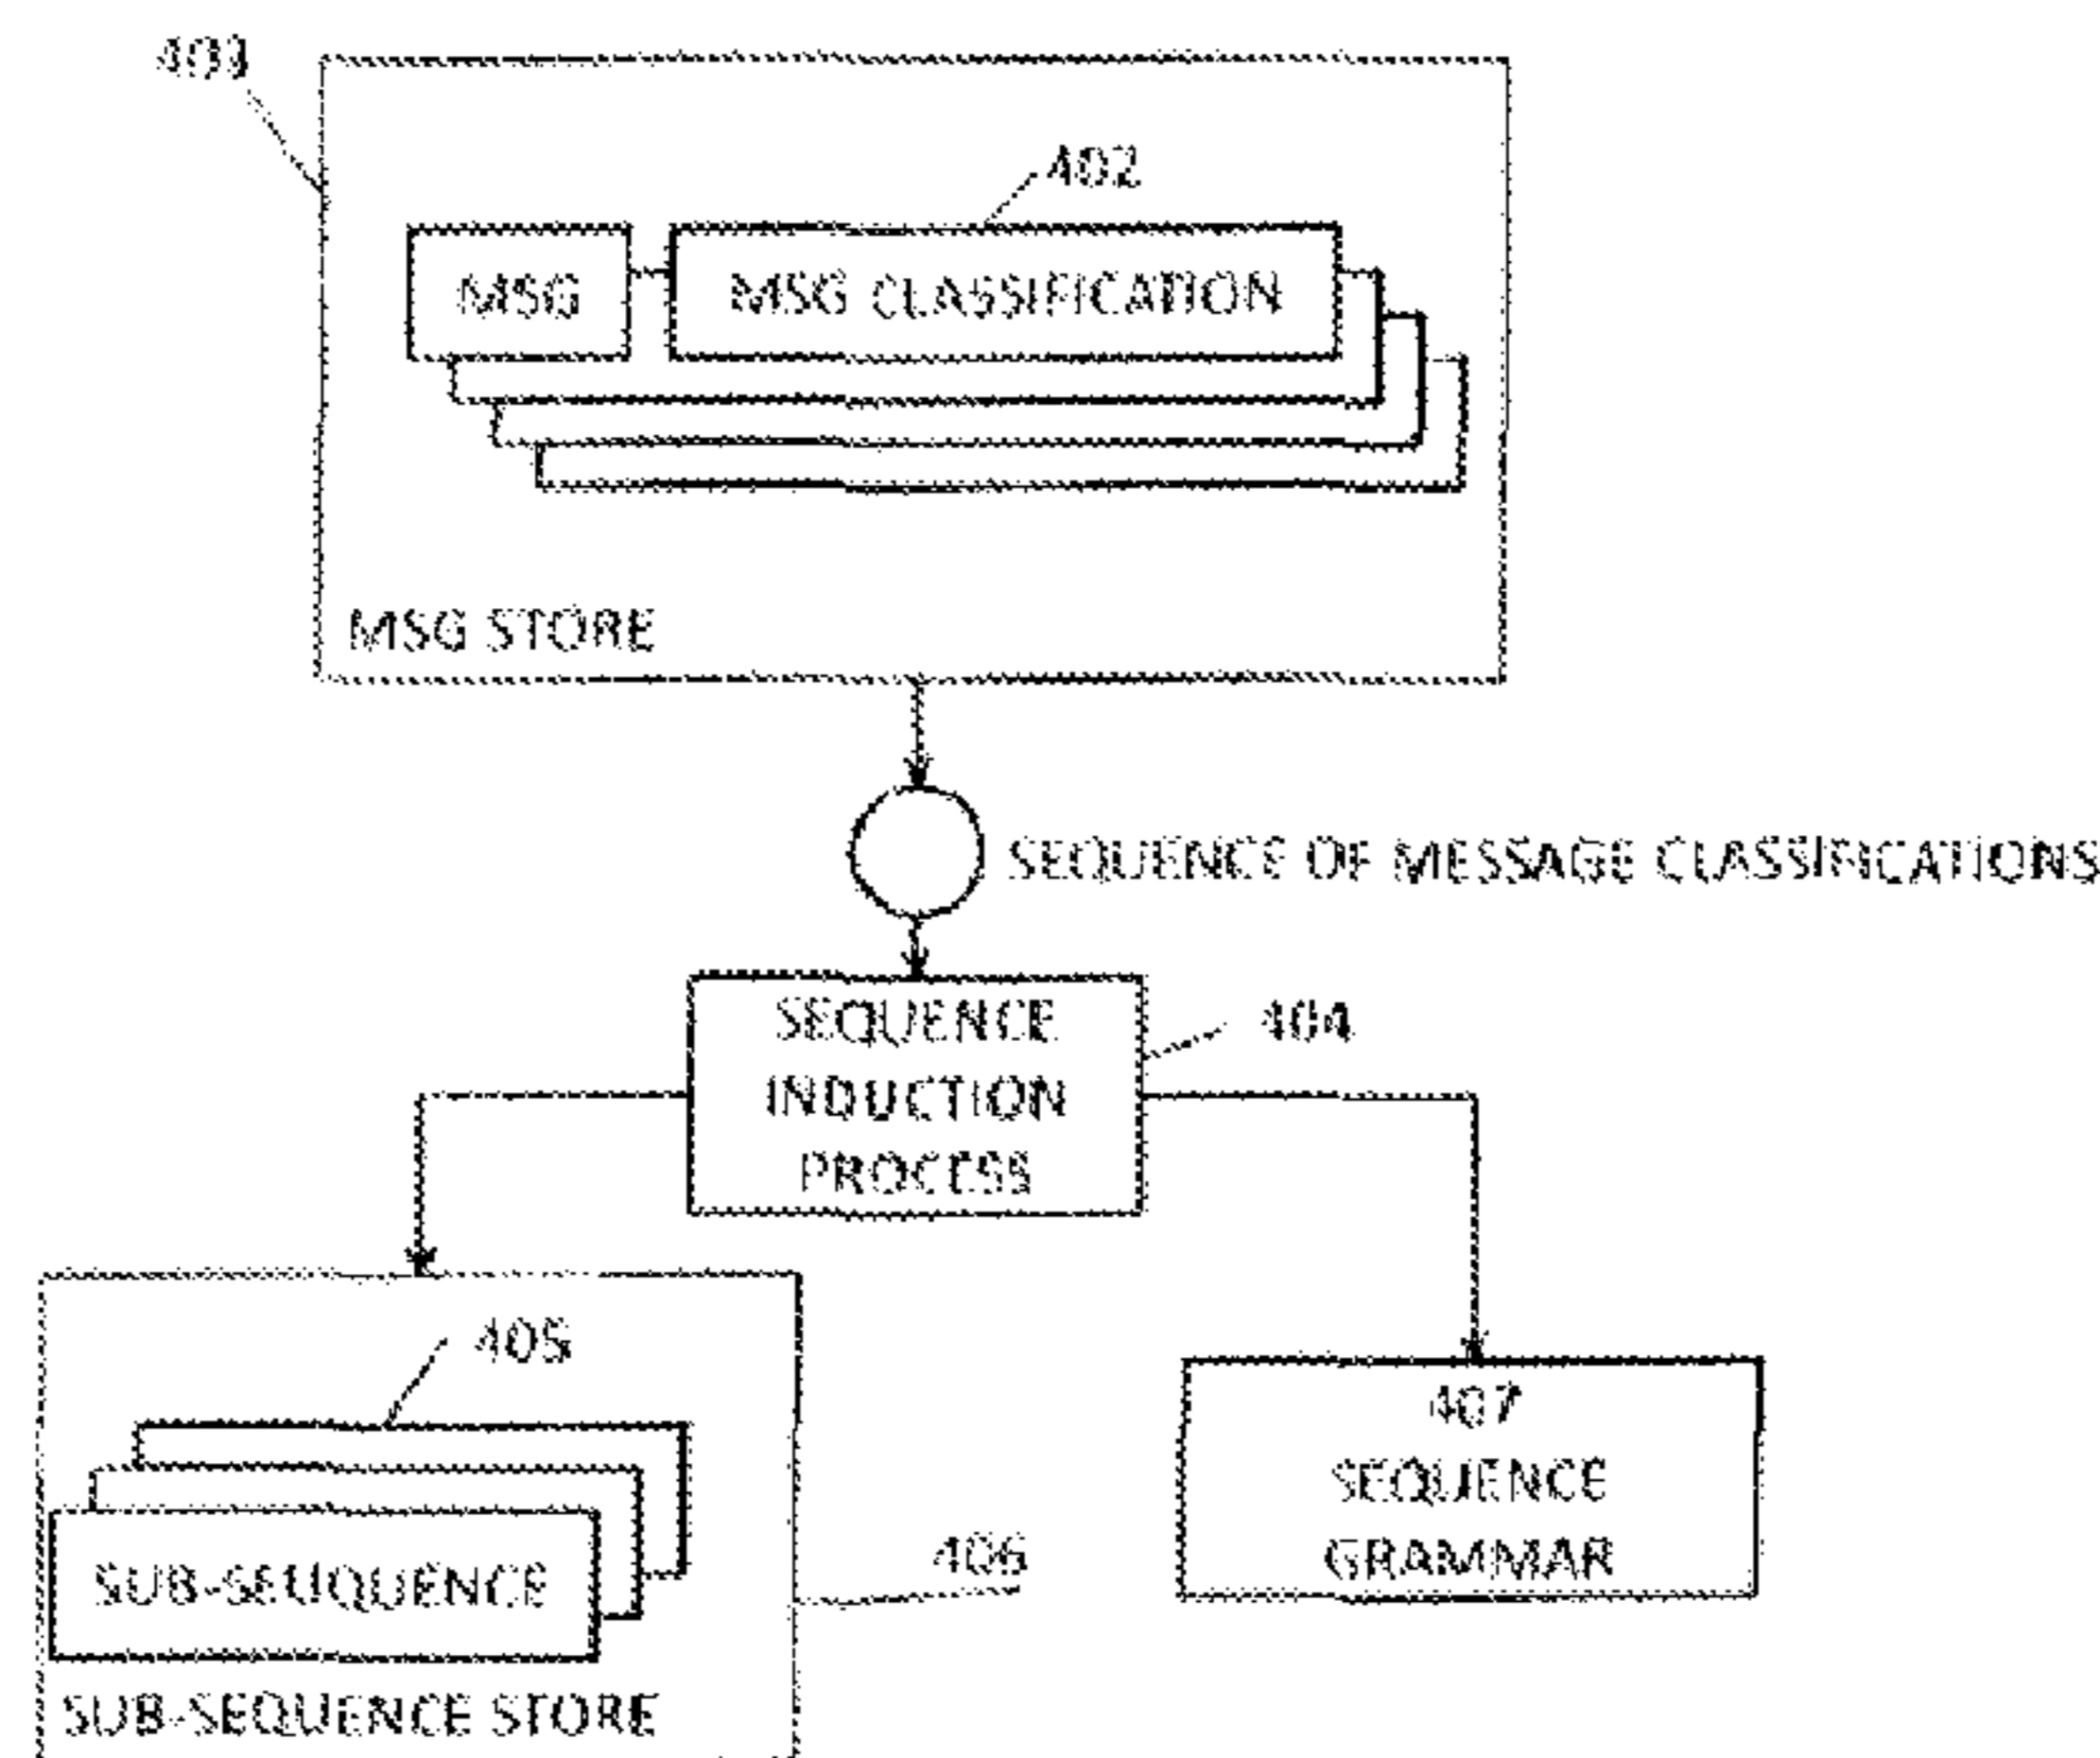 403
402
MSG
MSG CLASSIFICATION
MSG STORE
SEQUENCE OF MESSAGE CLASSIFICATIONS
SEQUENCE
INDUCTION
PROCESS
404
405
SUB-SEUQUENCE
SUB-SEQUENCE STORE
406
407
SEQUENCE
GRAMMAR